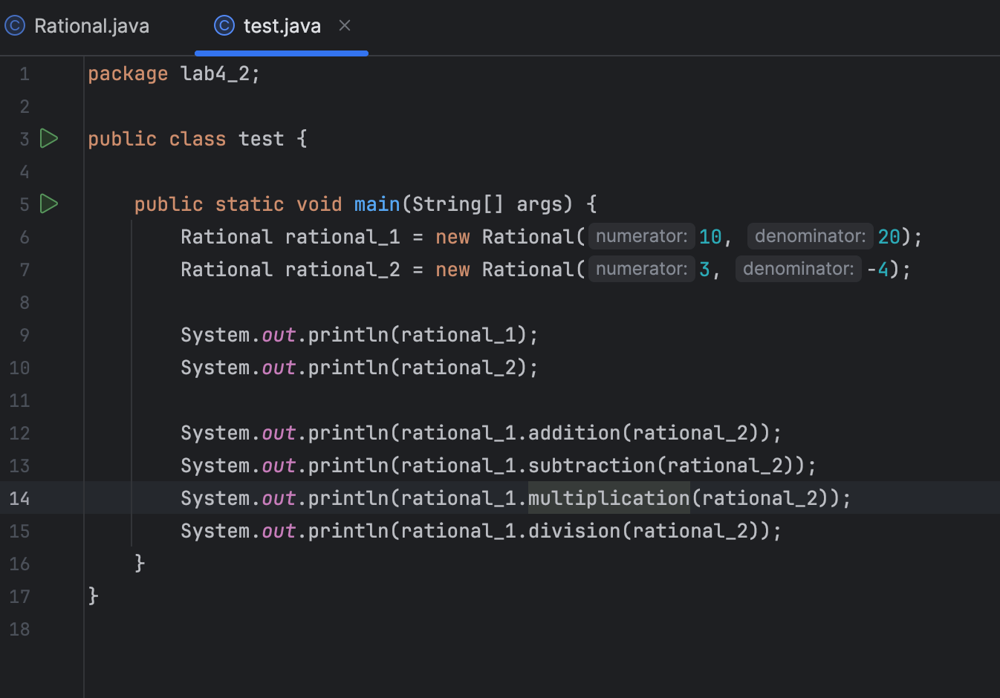 Rational.java test.java
1 package lab4_2;
2
3 public class test {
4
5 public static void main(String[] args) {
6 Rational rational_1 = new Rational( numerator: 10, denominator: 20);
7 Rational rational_2 = new Rational( numerator: 3, denominator: -4);
8
9 System.out.println(rational_1);
10 System.out.println(rational_2);
11
12 System.out.println(rational_1.addition(rational_2));
13 System.out.println(rational_1.subtraction(rational_2));
14 System.out.println(rational_1.multiplication(rational_2));
15 System.out.println(rational_1.division(rational_2));
16 }
17 }
18